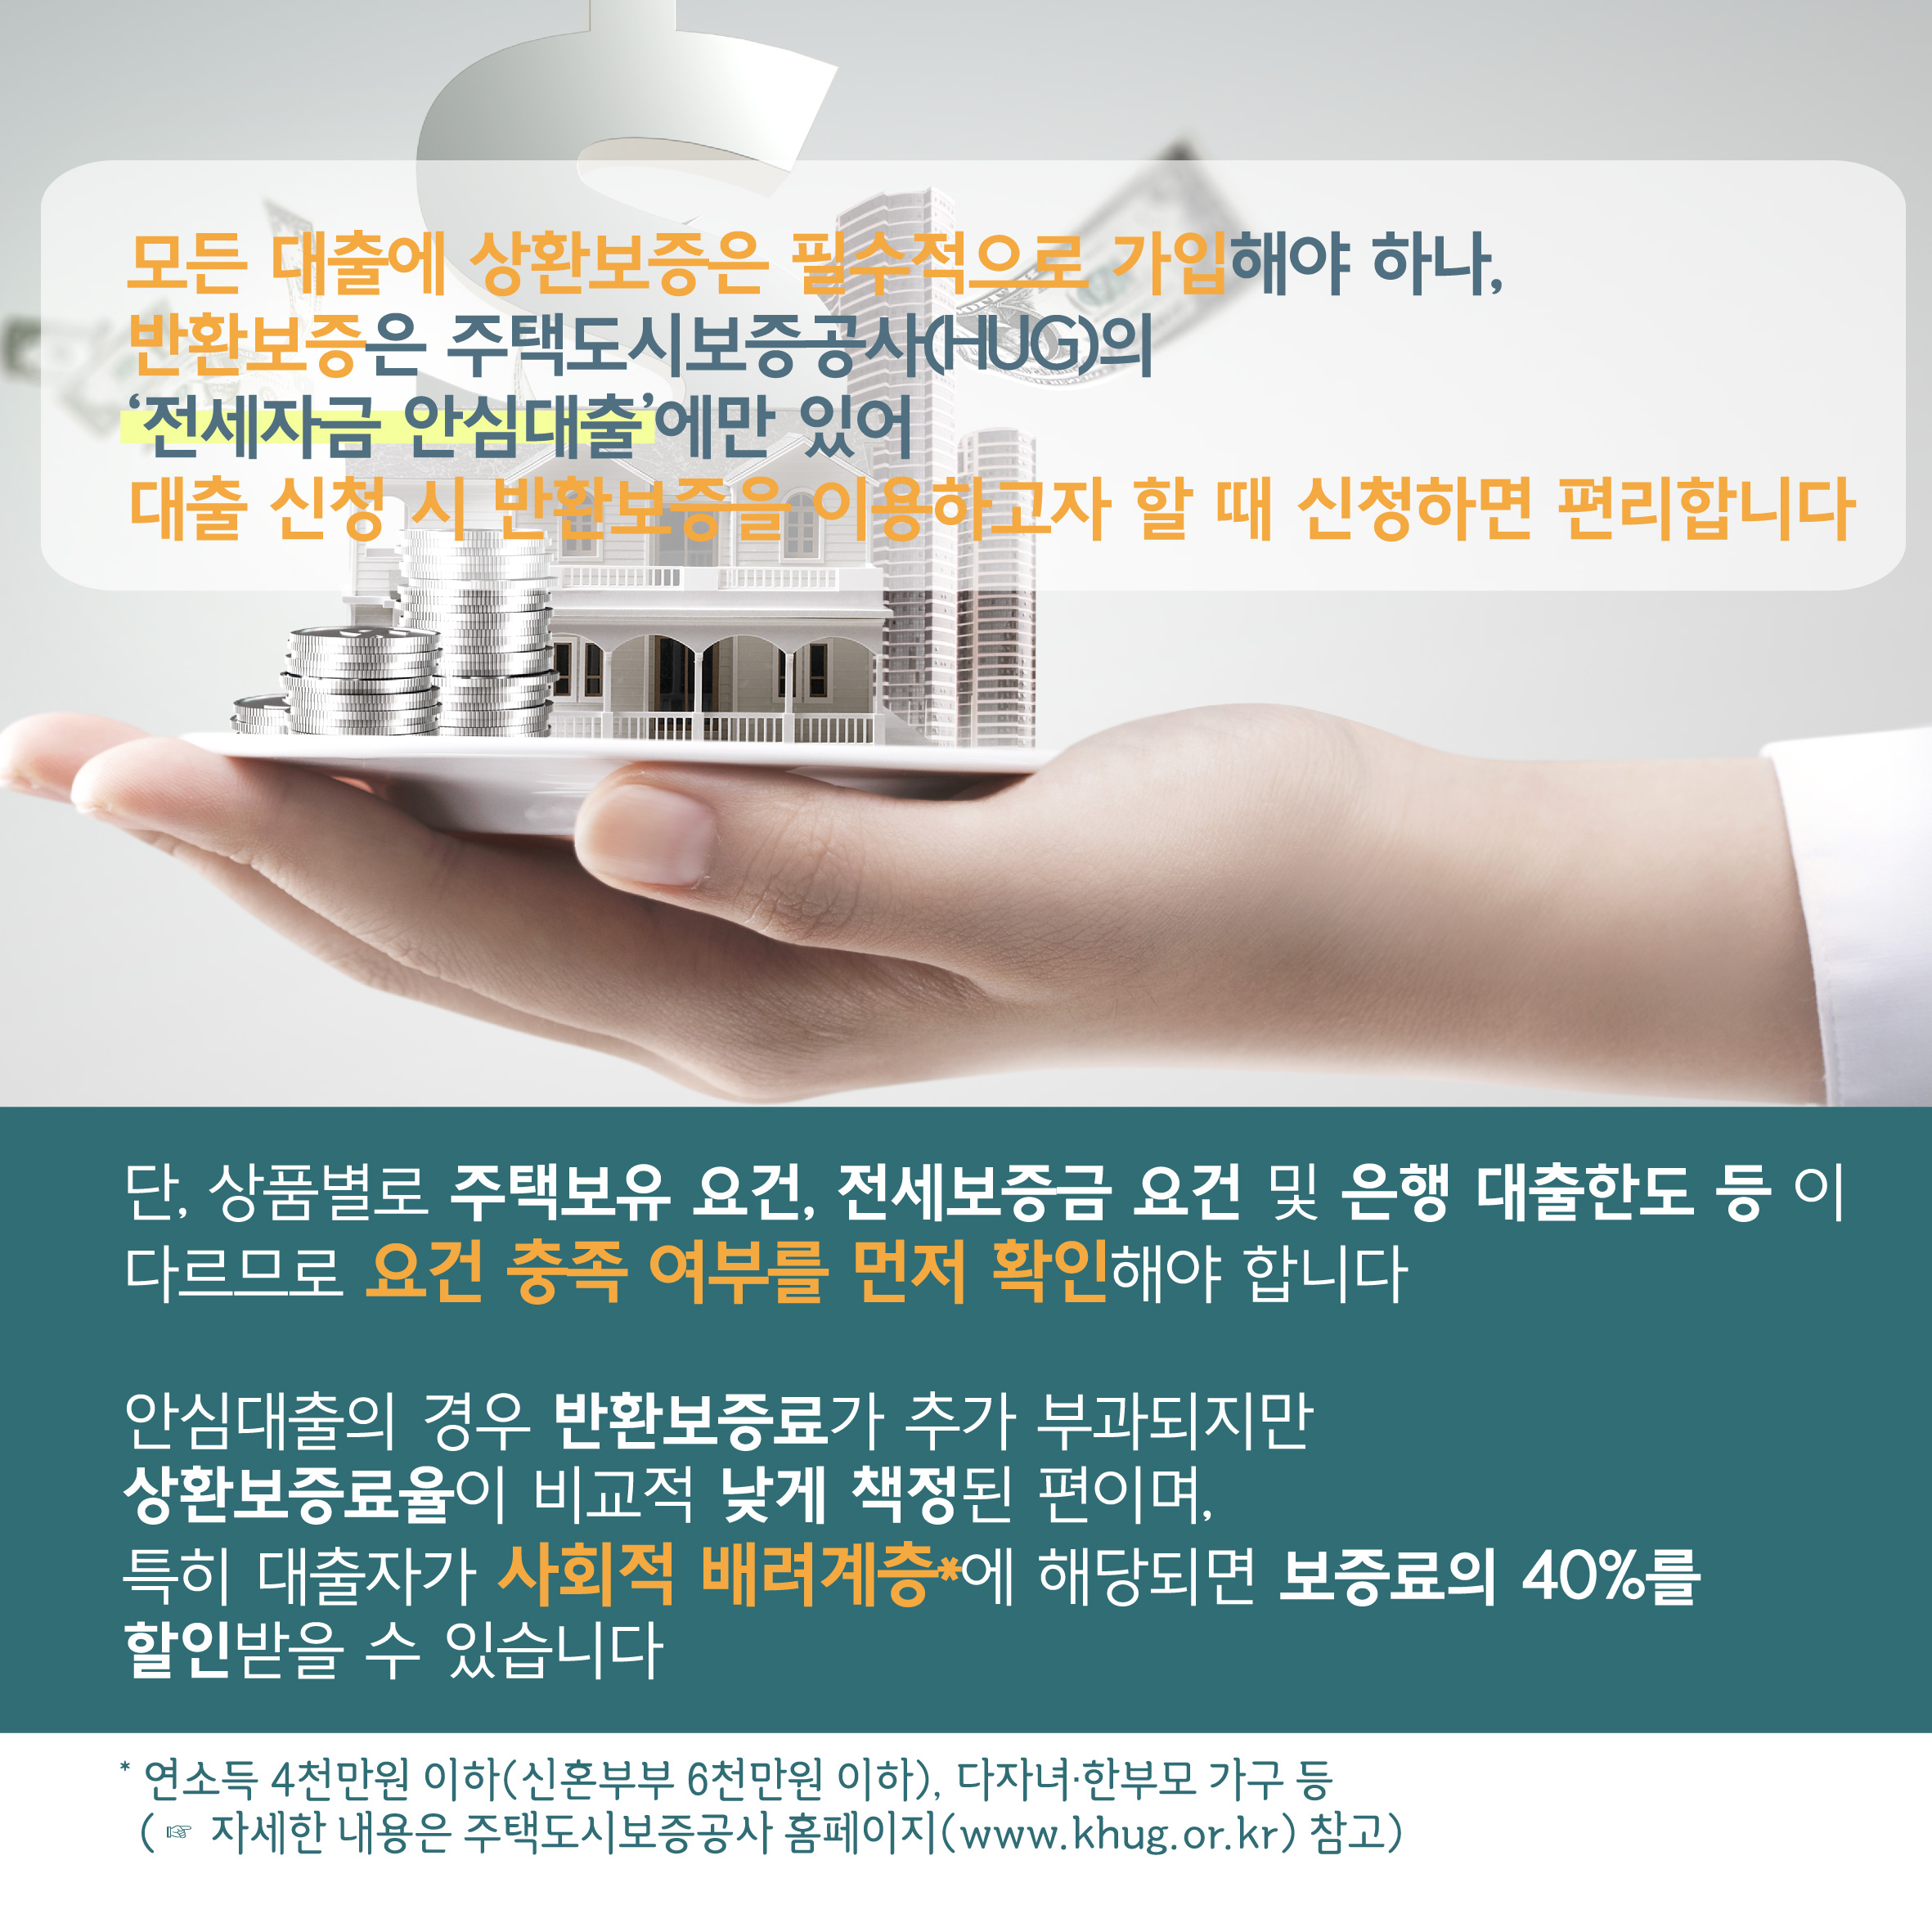 모든 대출에 상환보증은 필수적으로 가입해야 하나,
반환보증은 주택도시보증공사(HUG)의
‘전세자금 안심대출’에만 있어
대출 신청 시 반환보증을 이용하고자 할 때 신청하면 편리합니다
단, 상품별로 주택보유 요건, 전세보증금 요건 및 은행 대출한도 등 이
다르므로 요건 충족 여부를 먼저 확인해야 합니다
안심대출의 경우 반환보증료가 추가 부과되지만
상환보증료율이 비교적 낮게 책정된 편이며,
특히 대출자가 사회적 배려계층*에 해당되면 보증료의 40%를
할인받을 수 있습니다
* 연소득 4천만원 이하(신혼부부 6천만원 이하), 다자녀·한부모 가구 등
(☞ 자세한 내용은 주택도시보증공사 홈페이지(www.khug.or.kr) 참고)